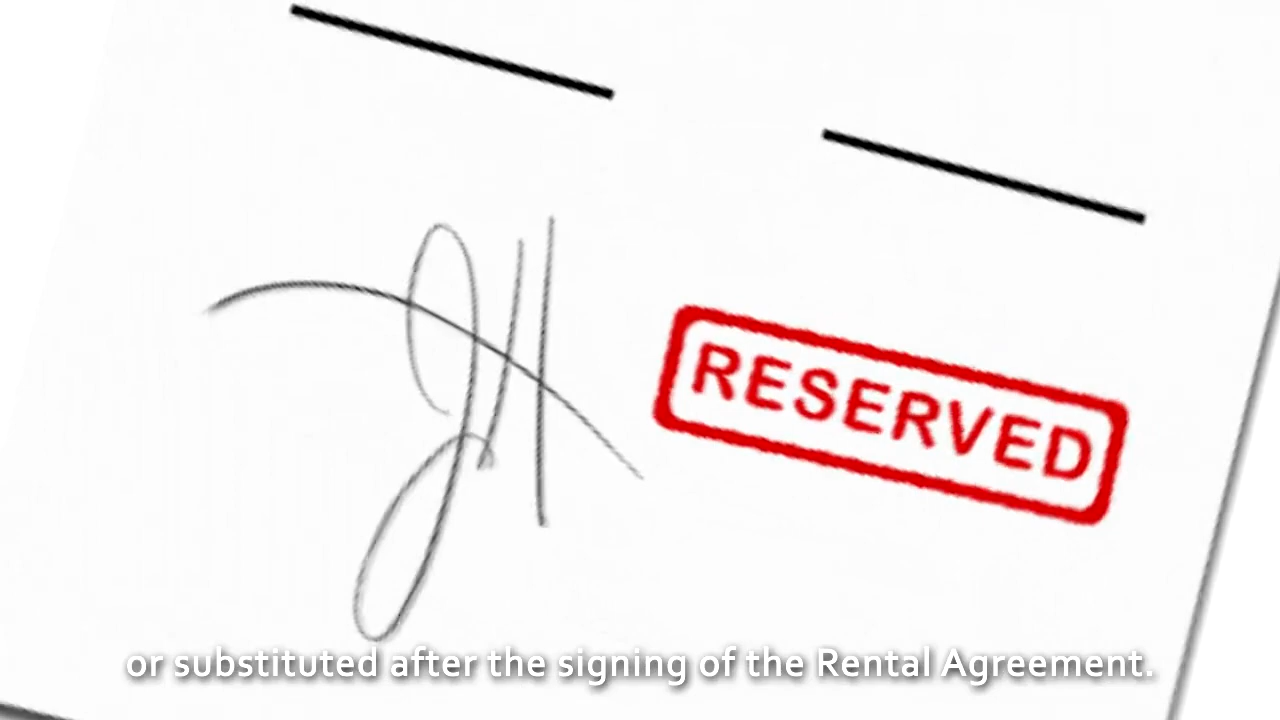 RESERVED
or substituted after the signing of the Rental Agreement.